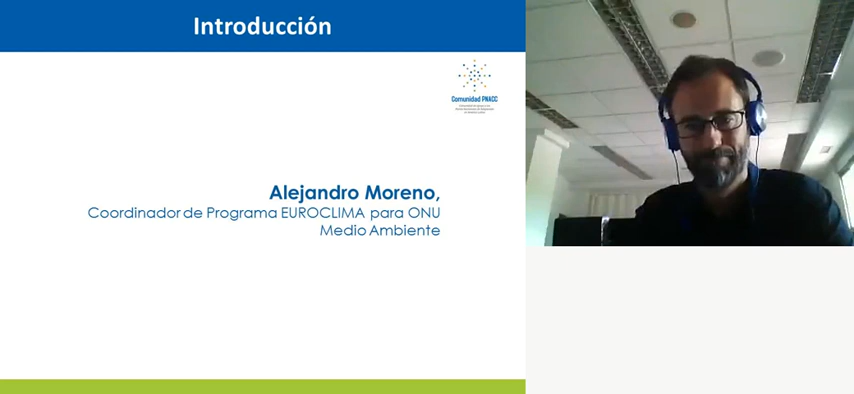 Introducción
Comunidad PNACC
Alejandro Moreno,
Coordinador de Programa EUROCLIMA para ONU
Medio Ambiente